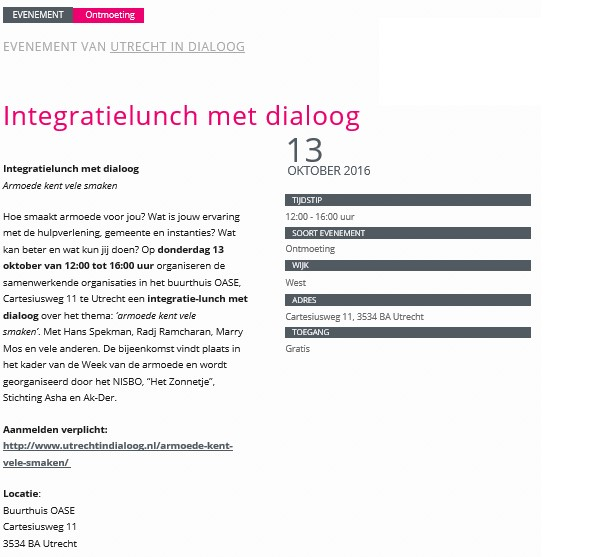 EVENEMENT Ontmoeting
EVENEMENT VAN UTRECHT IN DIALOOG
Integratielunch met dialoog
Integratielunch met dialoog
Armoede kent vele smaken
Hoe smaakt armoede voor jou? Wat is jouw ervaring
met de hulpverlening, gemeente en instanties? Wat
kan beter en wat kun jij doen? Op donderdag 13
oktober van 12:00 tot 16:00 uur organiseren de
samenwerkende organisaties in het buurthuis OASE,
Cartesiusweg 11 te Utrecht een integratie-lunch met
dialoog over het thema: ‘armoede kent vele
smaken’. Met Hans Spekman, Radj Ramcharan, Marry
Mos en vele anderen. De bijeenkomst vindt plaats in
het kader van de Week van de armoede en wordt
georganiseerd door het NISBO, “Het Zonnetje”,
Stichting Asha en Ak-Der.
Aanmelden verplicht:
http://www.utrechtindialoog.nl/armoede-kent-
vele-smaken/
Locatie:
Buurthuis OASE
Cartesiusweg 11
3534 BA Utrecht
13
OKTOBER 2016
TIJDSTIP
12:00 - 16:00 uur
SOORT EVENEMENT
Ontmoeting
WIJK
West
ADRES
Cartesiusweg 11, 3534 BA Utrecht
TOEGANG
Gratis